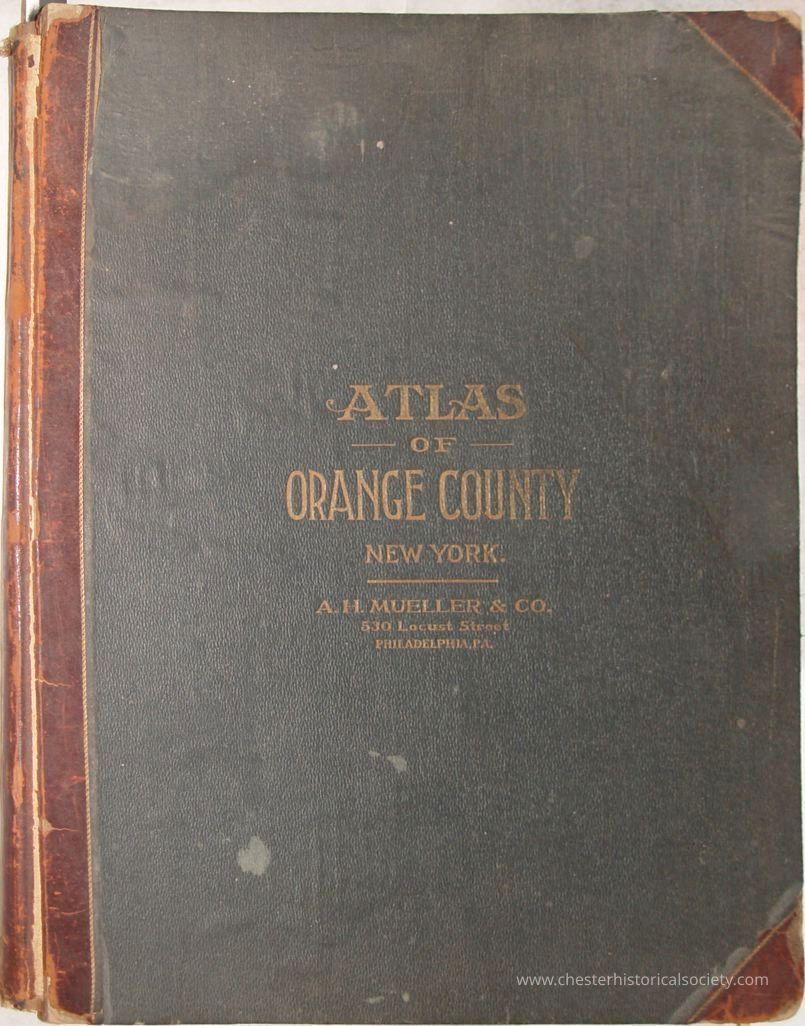 ATLAS
OF
ORANGE COUNTY
NEW YORK.
A. H. MUELLER & CO.
530 Locust Street
PHILADELPHIA, PA.
www.chesterhistoricalsociety.com